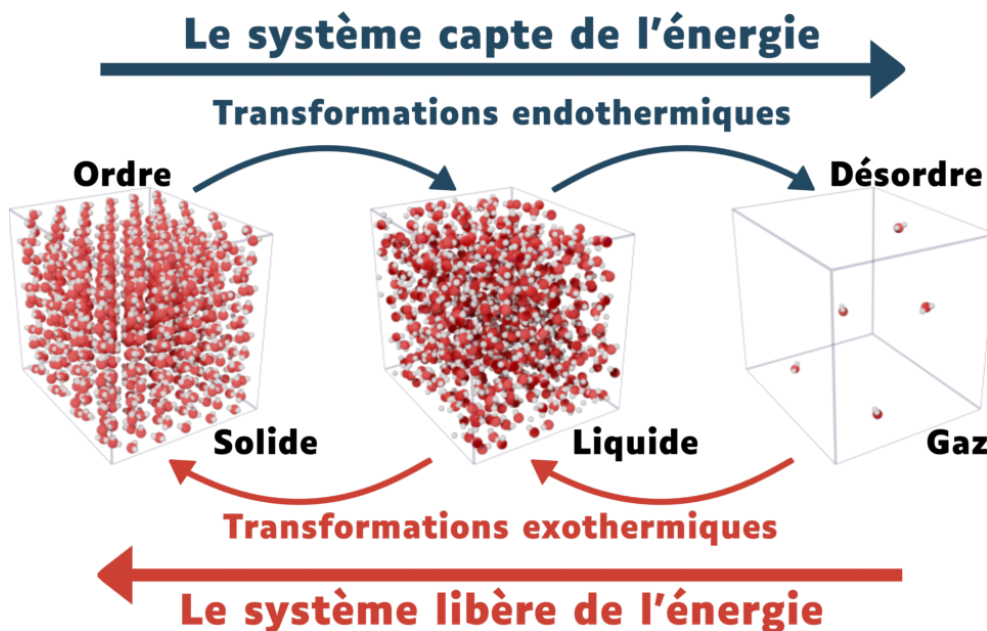 Le système capte de l'énergie
Transformations endothermiques
Ordre
Désordre
Solide
Liquide
Gaz
Transformations exothermiques
Le système libère de l'énergie